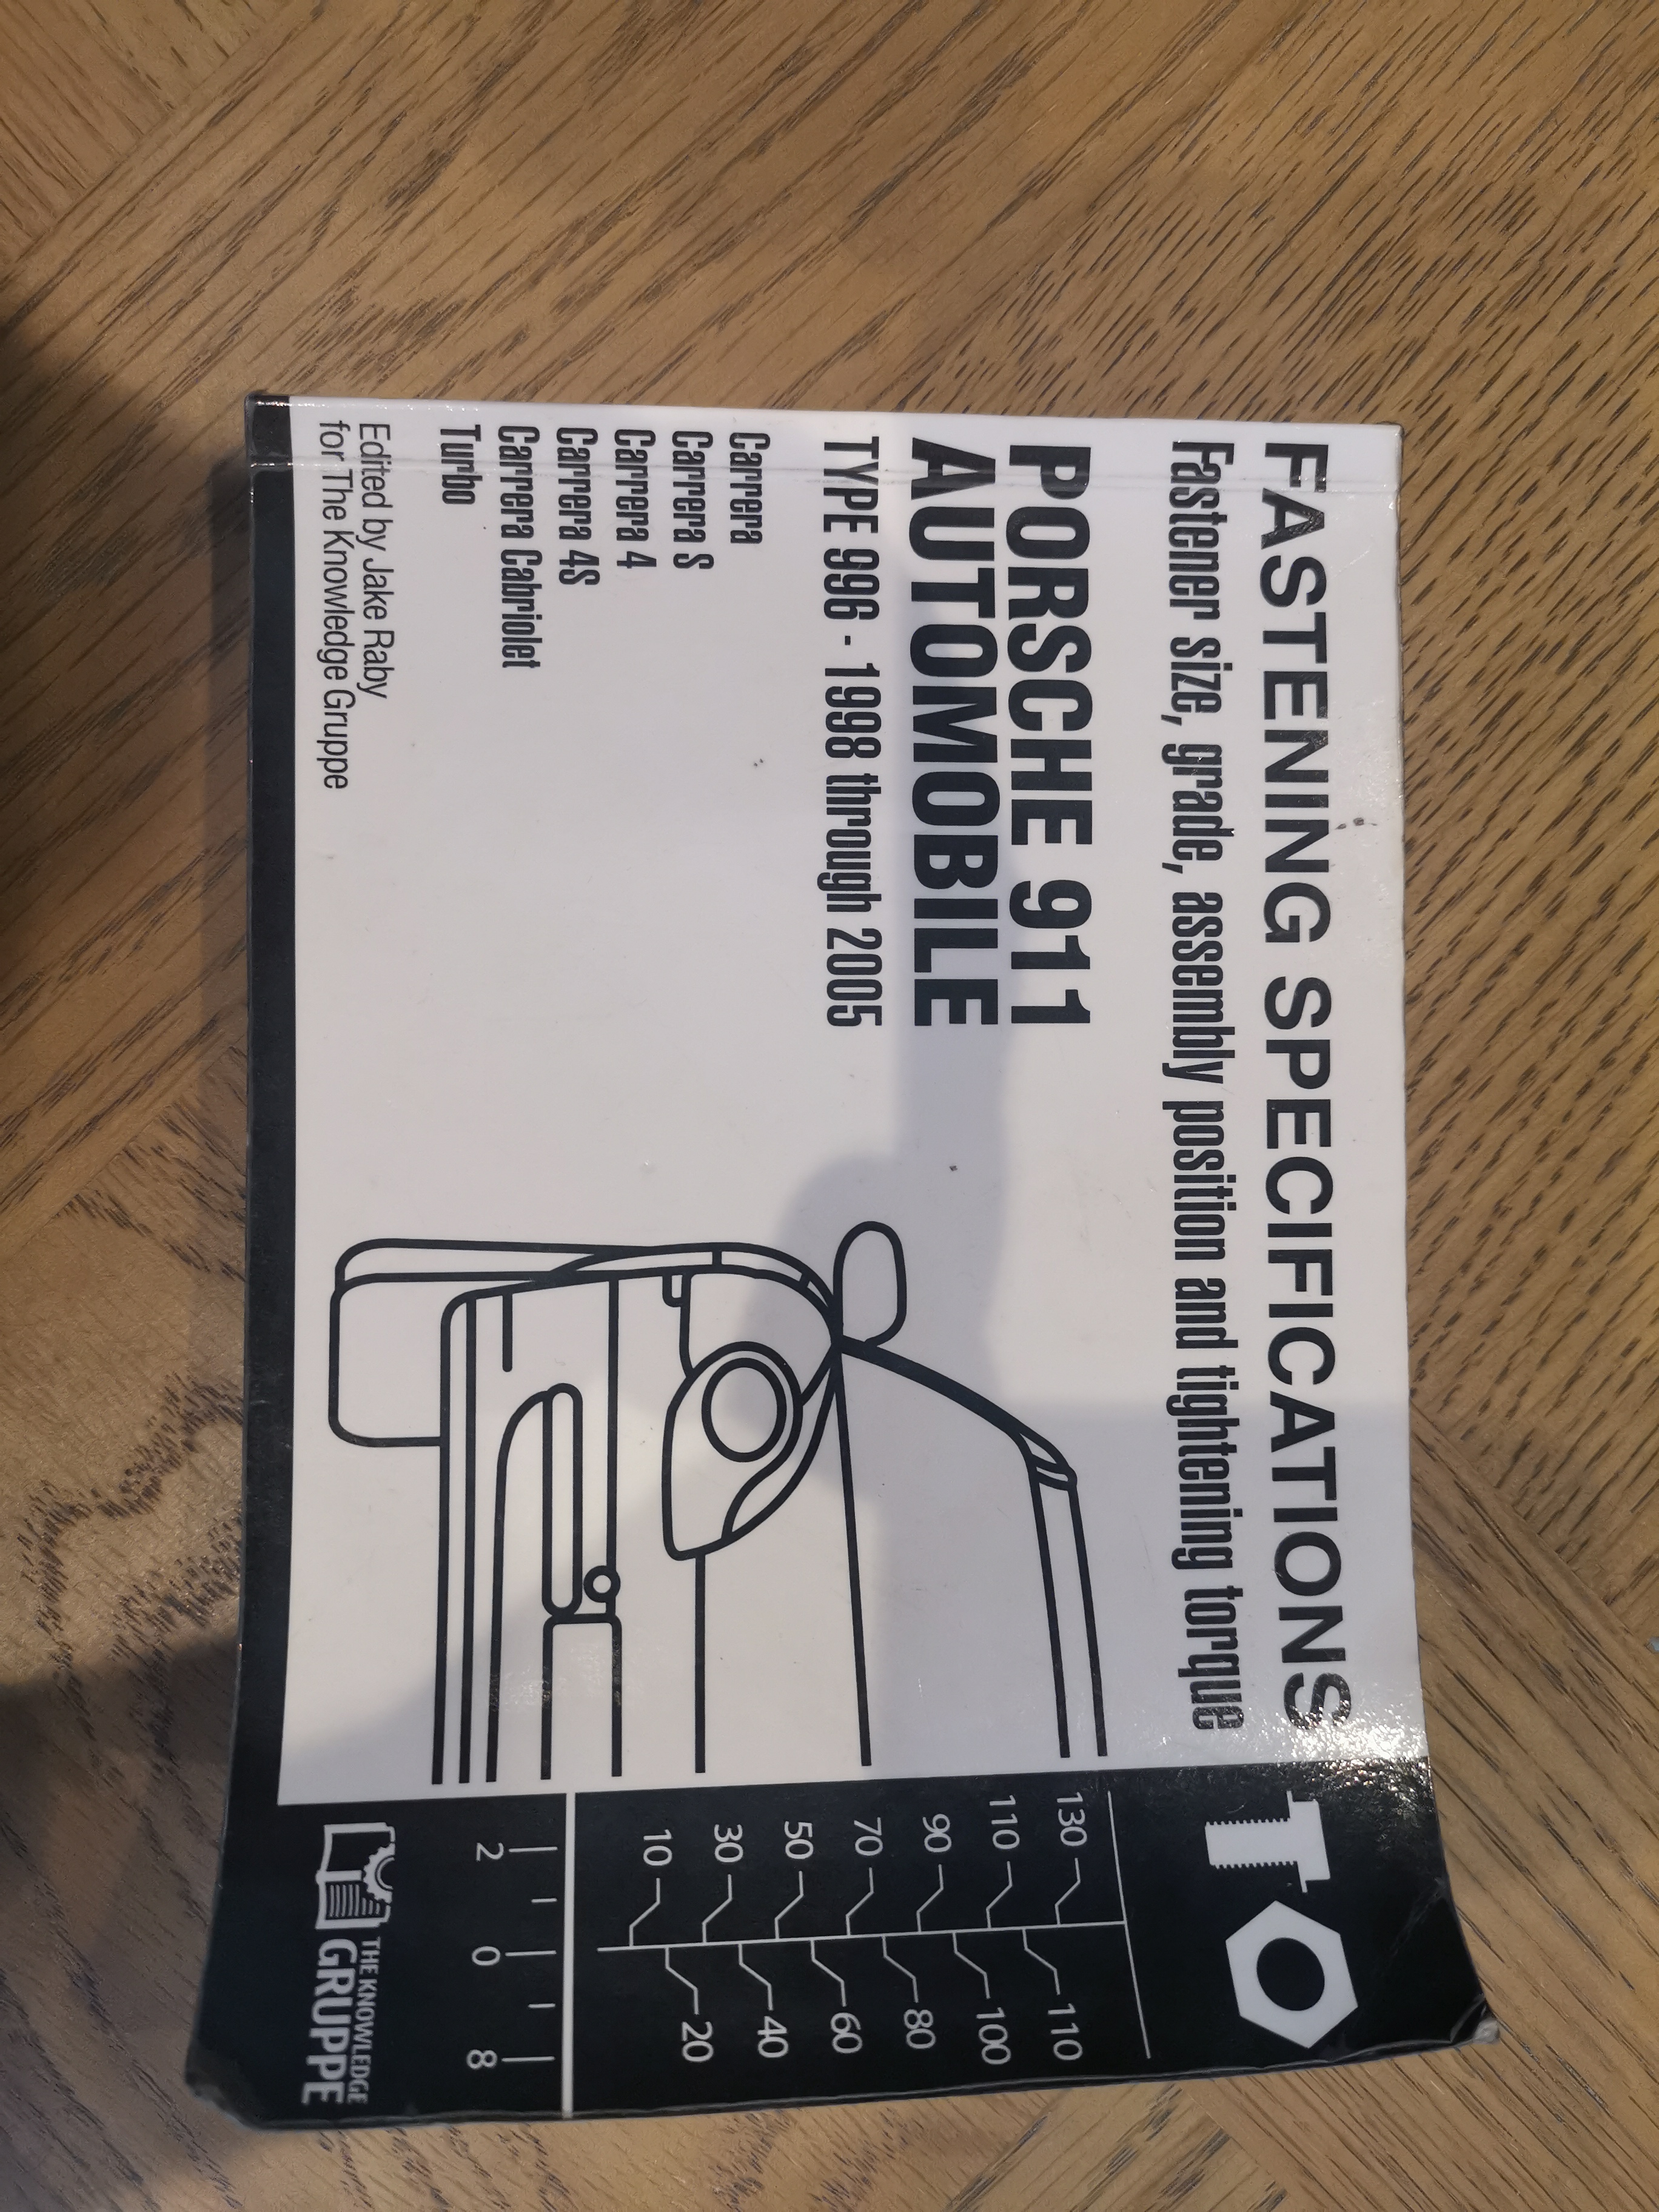 FASTENING SPECIFICATIONS
Fastener size, grade, assembly position and tightening torque
PORSCHE 911
AUTOMOBILE
TYPE 996 - 1998 through 2005
Carrera
Carrera S
Carrera 4
Carrera 4S
Carrera Cabriolet
Turbo
Edited by Jake Raby
for The Knowledge Gruppe
130
110
110
100
90
80
70
60
50
40
30
20
10
2 0 8
THE KNOWLEDGE
GRUPPE